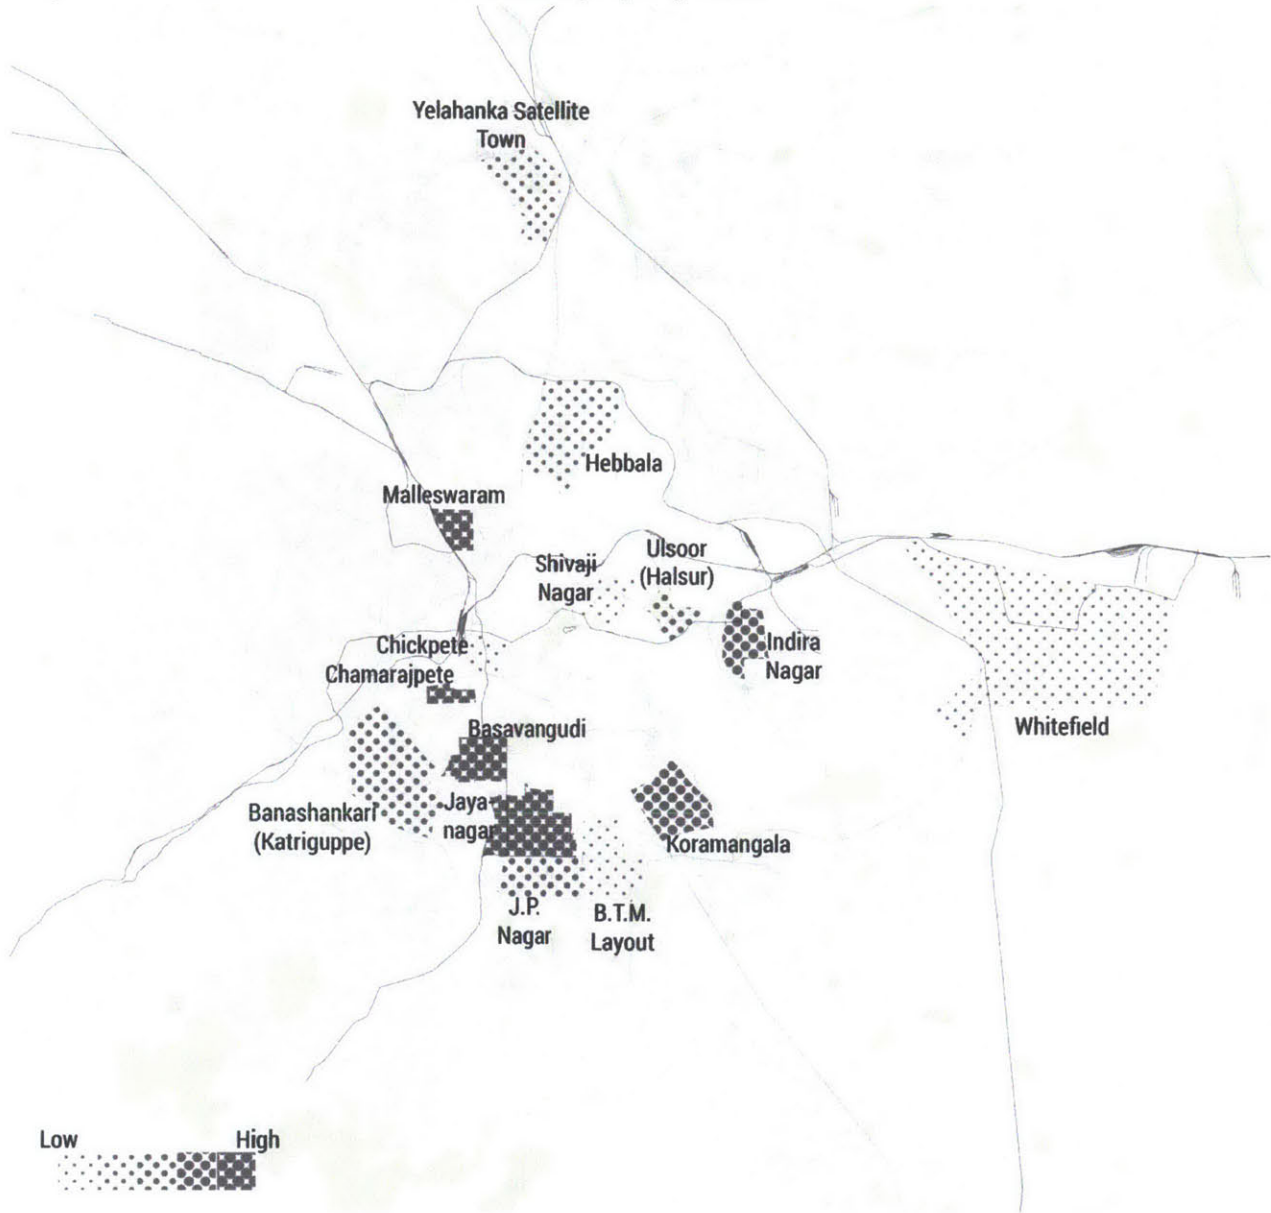 Yelahanka Satellite
Town
Hebbala
Malleswaram
Shivaji
Nagar
Ulsoor
(Halsur)
Indira
Nagar
Chickpete
Chamarajpete
Whitefield
Basavangudi
Banashankari
(Katriguppe)
Jaya-
nagar
Koramangala
J.P.
Nagar
B.T.M.
Layout
Low
High